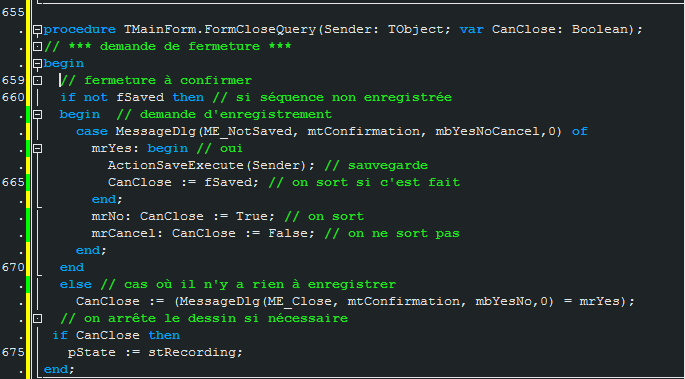 655
. procedure TMainForm.FormCloseQuery(Sender: TObject; var CanClose: Boolean);
. // *** demande de fermeture ***
. begin
659 // fermeture à confirmer
660 if not fSaved then // si séquence non enregistrée
. begin // demande d'enregistrement
. case MessageDlg(ME_NotSaved, mtConfirmation, mbYesNoCancel,0) of
. mrYes: begin // oui
. ActionSaveExecute(Sender); // sauvegarde
665 CanClose := fSaved; // on sort si c'est fait
. end;
. mrNo: CanClose := True; // on sort
. mrCancel: CanClose := False; // on ne sort pas
. end;
670 end
. else // cas où il n'y a rien à enregistrer
. CanClose := (MessageDlg(ME_Close, mtConfirmation, mbYesNo,0) = mrYes);
. // on arrête le dessin si nécessaire
. if CanClose then
675 pState := stRecording;
. end;